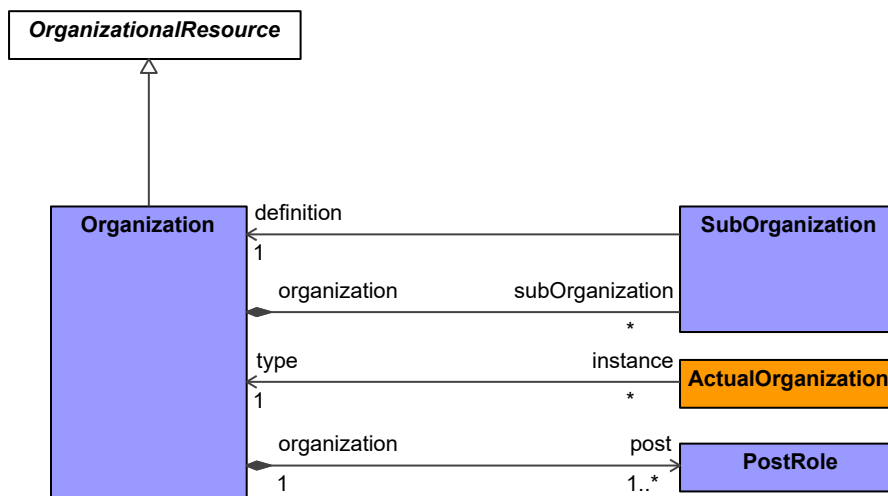 OrganizationalResource
Organization
definition
1
SubOrganization
organization
subOrganization
*
type
instance
ActualOrganization
1
*
organization
post
PostRole
1
1..*